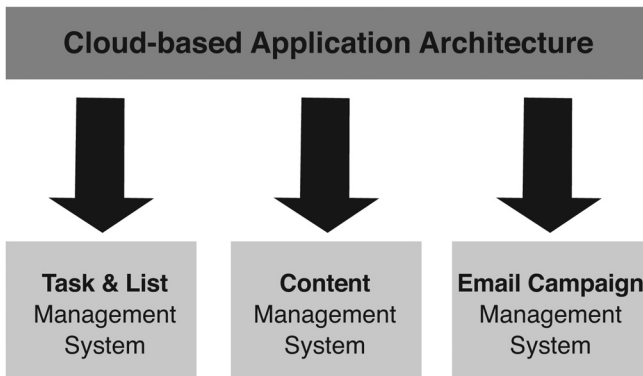 Cloud-based Application Architecture
Task & List
Management
System
Content
Management
System
Email Campaign
Management
System